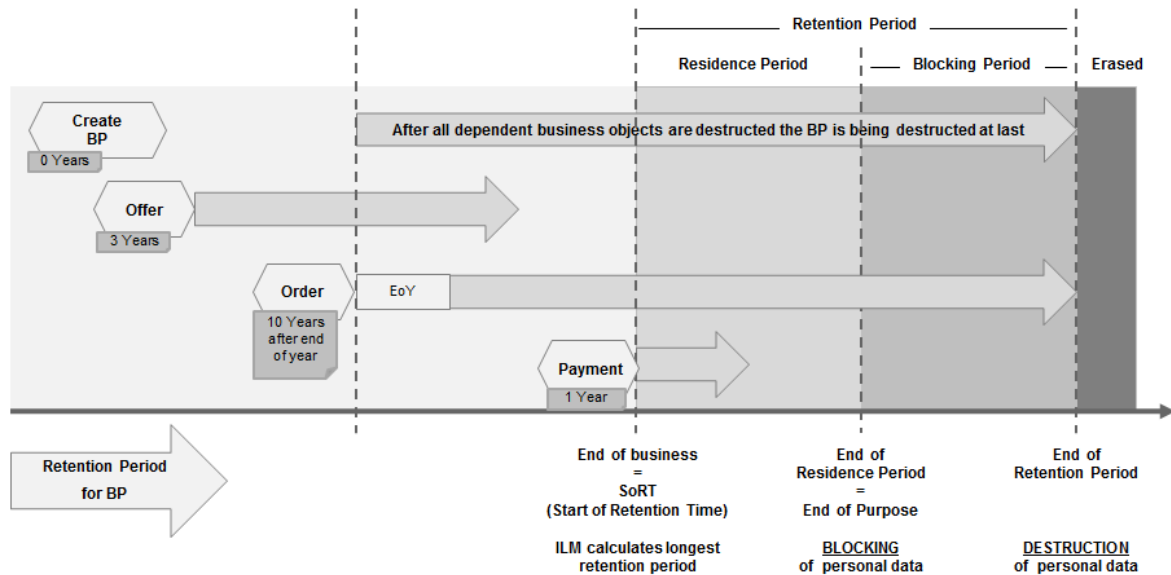 Retention Period
Residence Period
Blocking Period
Erased
Create
BP
0 Years
After all dependent business objects are destructed the BP is being destructed at last
Offer
3 Years
Order
EoY
10 Years
after end
of year
Payment
1 Year
Retention Period
for BP
End of business
=
SoRT
(Start of Retention Time)
ILM calculates longest
retention period
End of
Residence Period
=
End of Purpose
BLOCKING
of personal data
End of
Retention Period
DESTRUCTION
of personal data